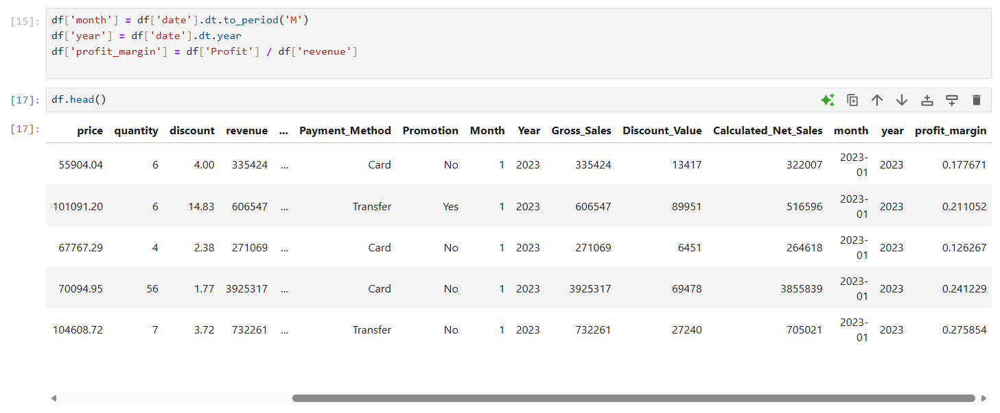 [15]: df['month'] = df['date'].dt.to_period('M')
df['year'] = df['date'].dt.year
df['profit_margin'] = df['Profit'] / df['revenue']
[17]: df.head()
[17]: price quantity discount revenue ... Payment_Method Promotion Month Year Gross_Sales Discount_Value Calculated_Net_Sales month year profit_margin
55904.04 6 4.00 335424 ... Card No 1 2023 335424 13417 322007 2023-01 2023 0.177671
101091.20 6 14.83 606547 ... Transfer Yes 1 2023 606547 89951 516596 2023-01 2023 0.211052
67767.29 4 2.38 271069 ... Card No 1 2023 271069 6451 264618 2023-01 2023 0.126267
70094.95 56 1.77 3925317 ... Card No 1 2023 3925317 69478 3855839 2023-01 2023 0.241229
104608.72 7 3.72 732261 ... Transfer No 1 2023 732261 27240 705021 2023-01 2023 0.275854